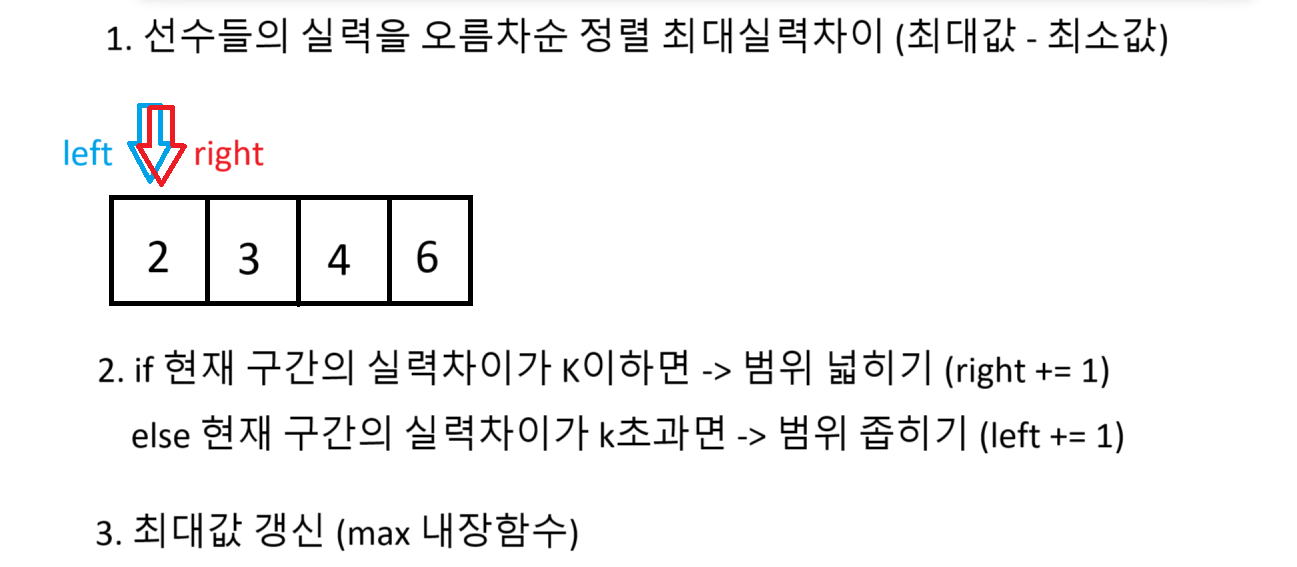 1. 선수들의 실력을 오름차순 정렬 최대실력차이 (최대값 - 최소값)
left right
2 3 4 6
2. if 현재 구간의 실력차이가 K이하면 -> 범위 넓히기 (right += 1)
else 현재 구간의 실력차이가 k초과면 -> 범위 좁히기 (left += 1)
3. 최대값 갱신 (max 내장함수)